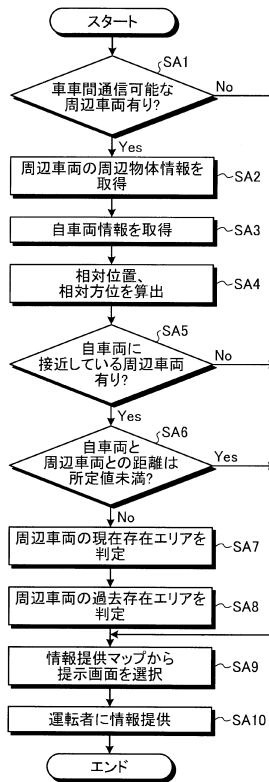 スタート
SA1
車車間通信可能な
周辺車両有り?
No
Yes
周辺車両の周辺物体情報を
取得
SA2
自車両情報を取得
SA3
相対位置、
相対方位を算出
SA4
SA5
自車両に
接近している周辺車両
有り?
No
Yes
SA6
自車両と
周辺車両との距離は
所定値未満?
Yes
No
周辺車両の現在存在エリアを
判定
SA7
周辺車両の過去存在エリアを
判定
SA8
情報提供マップから
提示画面を選択
SA9
運転者に情報提供
SA10
エンド